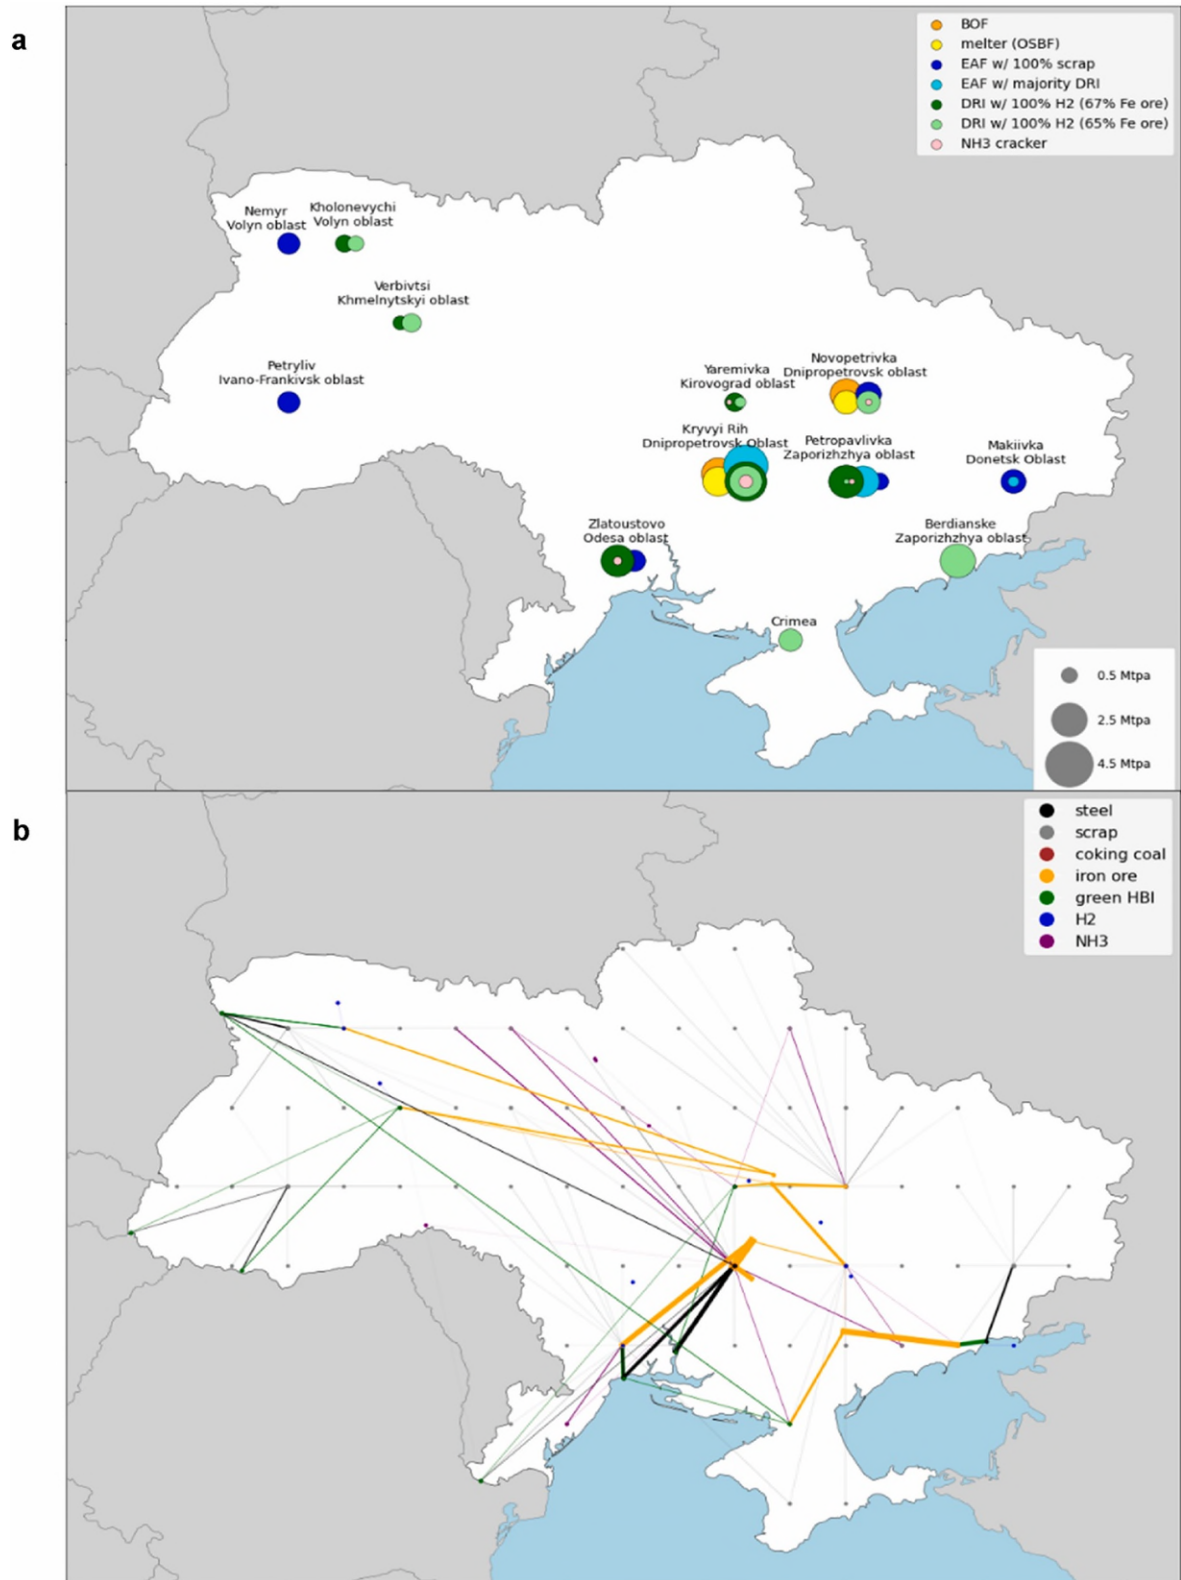 a
BOF
melter (OSBF)
EAF w/ 100% scrap
EAF w/ majority DRI
DRI w/ 100% H2 (67% Fe ore)
DRI w/ 100% H2 (65% Fe ore)
NH3 cracker
Nemyr
Volyn oblast
Kholonevychi
Volyn oblast
Verbivtsi
Khmelnytskyi oblast
Petryliv
Ivano-Frankivsk oblast
Yaremivka
Kirovograd oblast
Novopetrivka
Dnipropetrovsk oblast
Kryvyi Rih
Dnipropetrovsk Oblast
Petropavlivka
Zaporizhzhya oblast
Makiivka
Donetsk Oblast
Zlatoustovo
Odesa oblast
Berdianske
Zaporizhzhya oblast
Crimea
0.5 Mtpa
2.5 Mtpa
4.5 Mtpa
b
steel
scrap
coking coal
iron ore
green HBI
H2
NH3